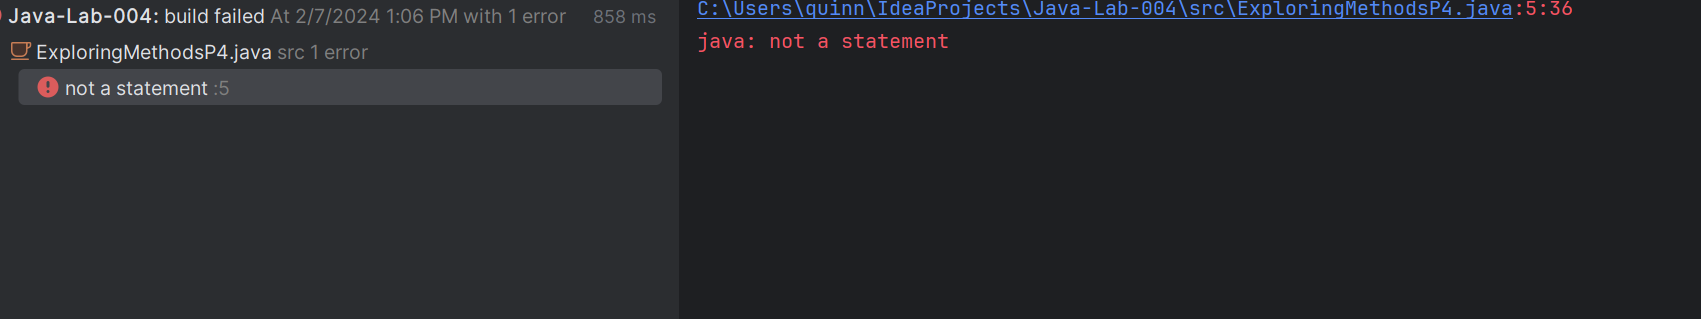 Java-Lab-004: build failed At 2/7/2024 1:06 PM with 1 error 858 ms
ExploringMethodsP4.java src 1 error
not a statement :5
C:\Users\quinn\IdeaProjects\Java-Lab-004\src\ExploringMethodsP4.java:5:36
java: not a statement